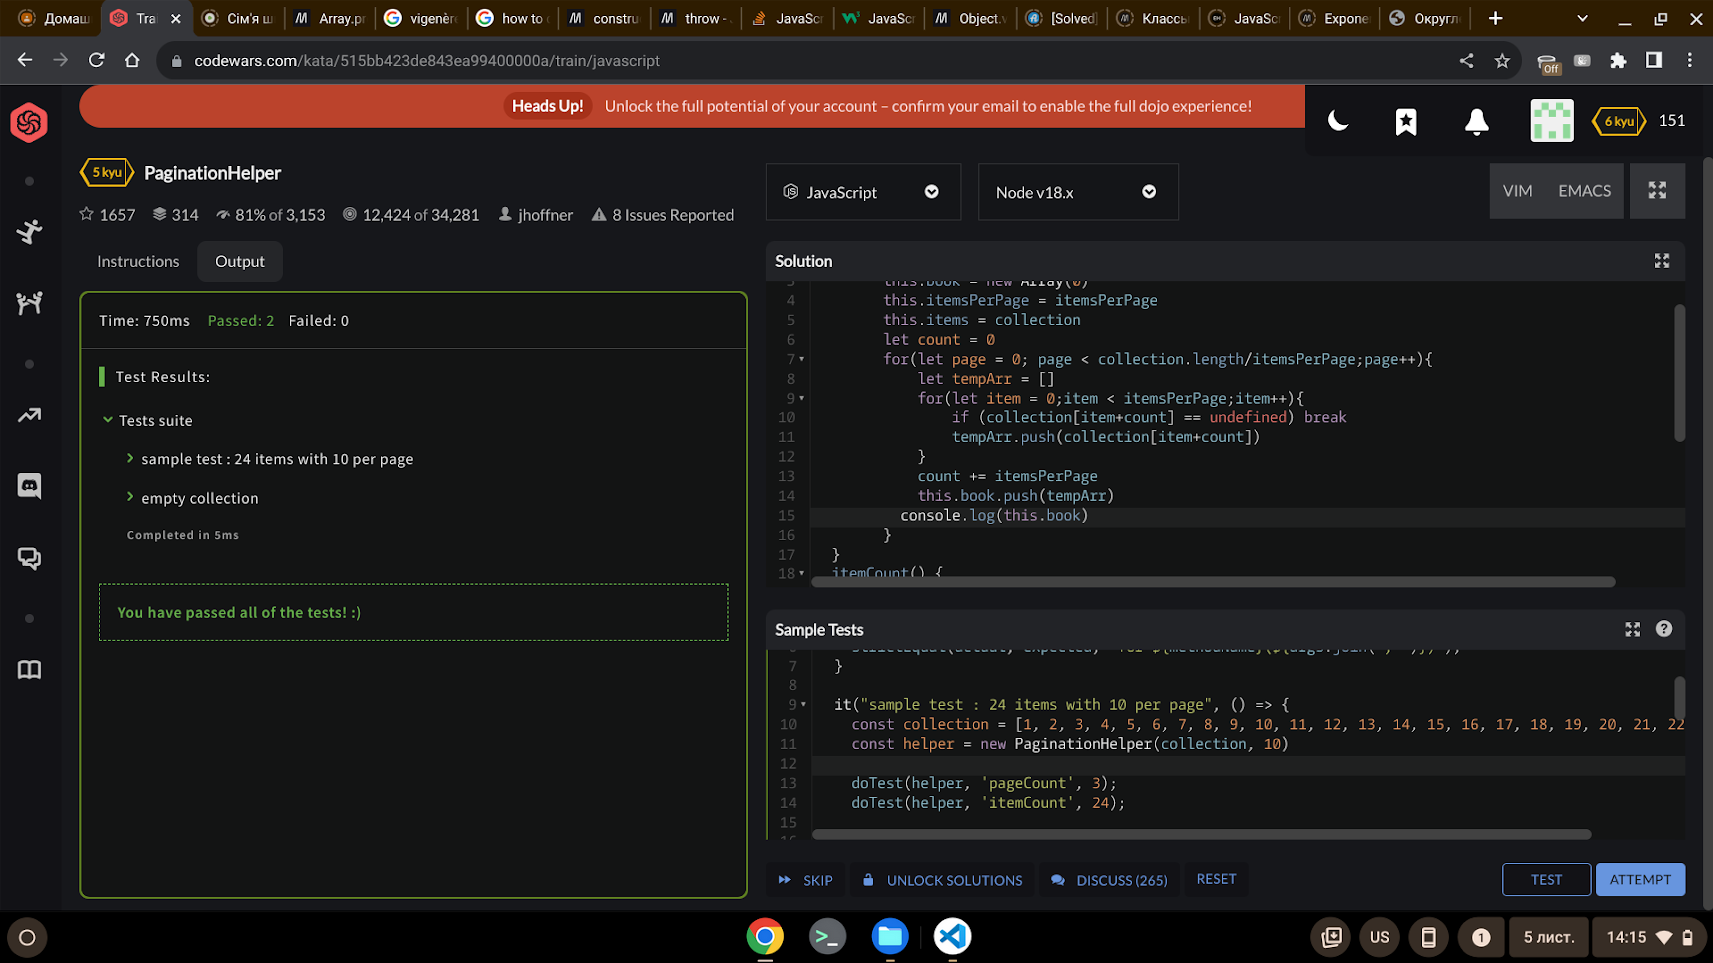 Домаш
Trai
Сім'я ш
Array.pr
vigenère
how to c
constru
throw -
JavaScr
JavaSc
Object.v
[Solved]
Классы
JavaSc
Expone
Округл
codewars.com/kata/515bb423de843ea99400000a/train/javascript
Off
Heads Up! Unlock the full potential of your account – confirm your email to enable the full dojo experience!
6 kyu 151
5 kyu PaginationHelper
1657 314 81% of 3,153 12,424 of 34,281 jhoffner 8 Issues Reported
JavaScript
Node v18.x
VIM EMACS
Instructions Output
Time: 750ms Passed: 2 Failed: 0
Test Results:
Tests suite
sample test : 24 items with 10 per page
empty collection
Completed in 5ms
You have passed all of the tests! :)
Solution
3 this.book = new Array(0)
4 this.itemsPerPage = itemsPerPage
5 this.items = collection
6 let count = 0
7 for(let page = 0; page < collection.length/itemsPerPage;page++){
8 let tempArr = []
9 for(let item = 0;item < itemsPerPage;item++){
10 if (collection[item+count] == undefined) break
11 tempArr.push(collection[item+count])
12 }
13 count += itemsPerPage
14 this.book.push(tempArr)
15 console.log(this.book)
16 }
17 }
18 itemCount() {
Sample Tests
7 }
8
9 it("sample test : 24 items with 10 per page", () => {
10 const collection = [1, 2, 3, 4, 5, 6, 7, 8, 9, 10, 11, 12, 13, 14, 15, 16, 17, 18, 19, 20, 21, 22
11 const helper = new PaginationHelper(collection, 10)
12
13 doTest(helper, 'pageCount', 3);
14 doTest(helper, 'itemCount', 24);
15
SKIP UNLOCK SOLUTIONS DISCUSS (265) RESET TEST ATTEMPT
US 1 5 лист. 14:15